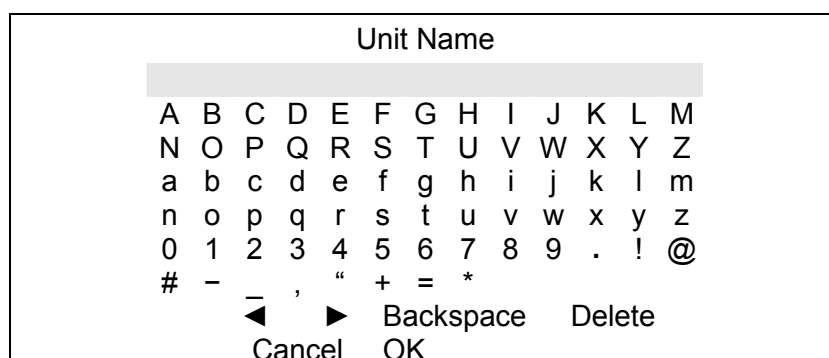 Unit Name
A B C D E F G H I J K L M
N O P Q R S T U V W X Y Z
a b c d e f g h i j k l m
n o p q r s t u v w x y z
0 1 2 3 4 5 6 7 8 9 . ! @
# − _ , “ + = *
◄ ► Backspace Delete
Cancel OK